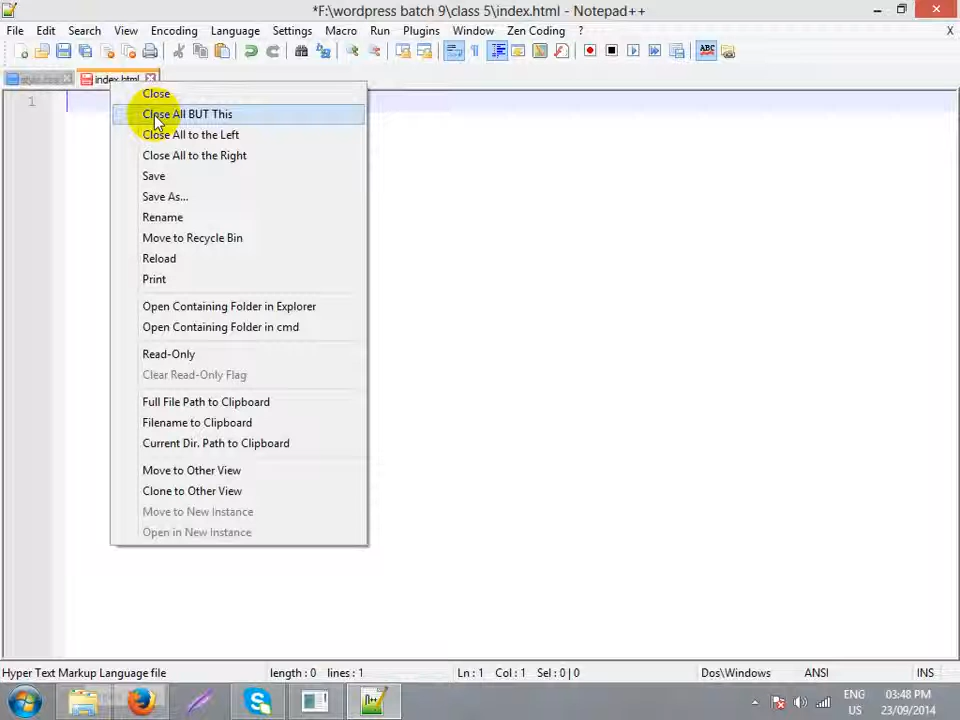 *F:\wordpress batch 9\class 5\index.html - Notepad++
File Edit Search View Encoding Language Settings Macro Run Plugins Window Zen Coding ? X
ABC
index.html
1
Close
Close All BUT This
Close All to the Left
Close All to the Right
Save
Save As...
Rename
Move to Recycle Bin
Reload
Print
Open Containing Folder in Explorer
Open Containing Folder in cmd
Read-Only
Clear Read-Only Flag
Full File Path to Clipboard
Filename to Clipboard
Current Dir. Path to Clipboard
Move to Other View
Clone to Other View
Move to New Instance
Open in New Instance
Hyper Text Markup Language file length : 0 lines : 1 Ln : 1 Col : 1 Sel : 0 | 0 Dos\Windows ANSI INS
ENG 03:48 PM
US 23/09/2014